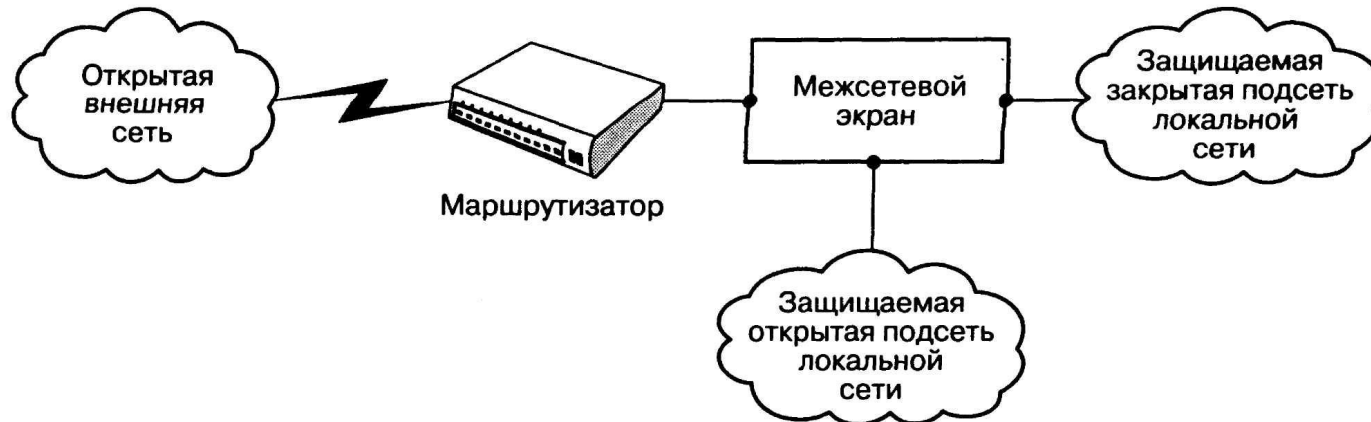 Открытая
внешняя
сеть
Маршрутизатор
Межсетевой
экран
Защищаемая
закрытая подсеть
локальной
сети
Защищаемая
открытая подсеть
локальной
сети